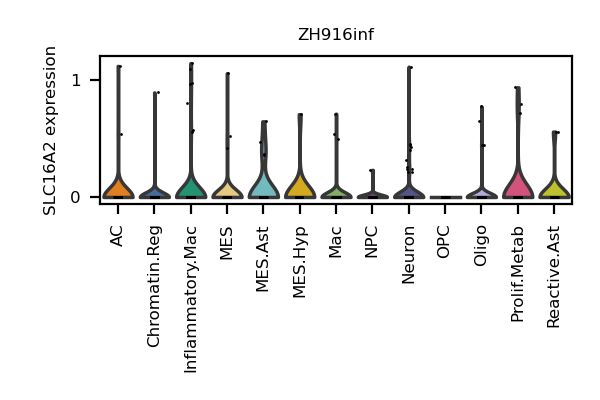 ZH916inf
SLC16A2 expression
1
0
AC
Chromatin.Reg
Inflammatory.Mac
MES
MES.Ast
MES.Hyp
Mac
NPC
Neuron
OPC
Oligo
Prolif.Metab
Reactive.Ast